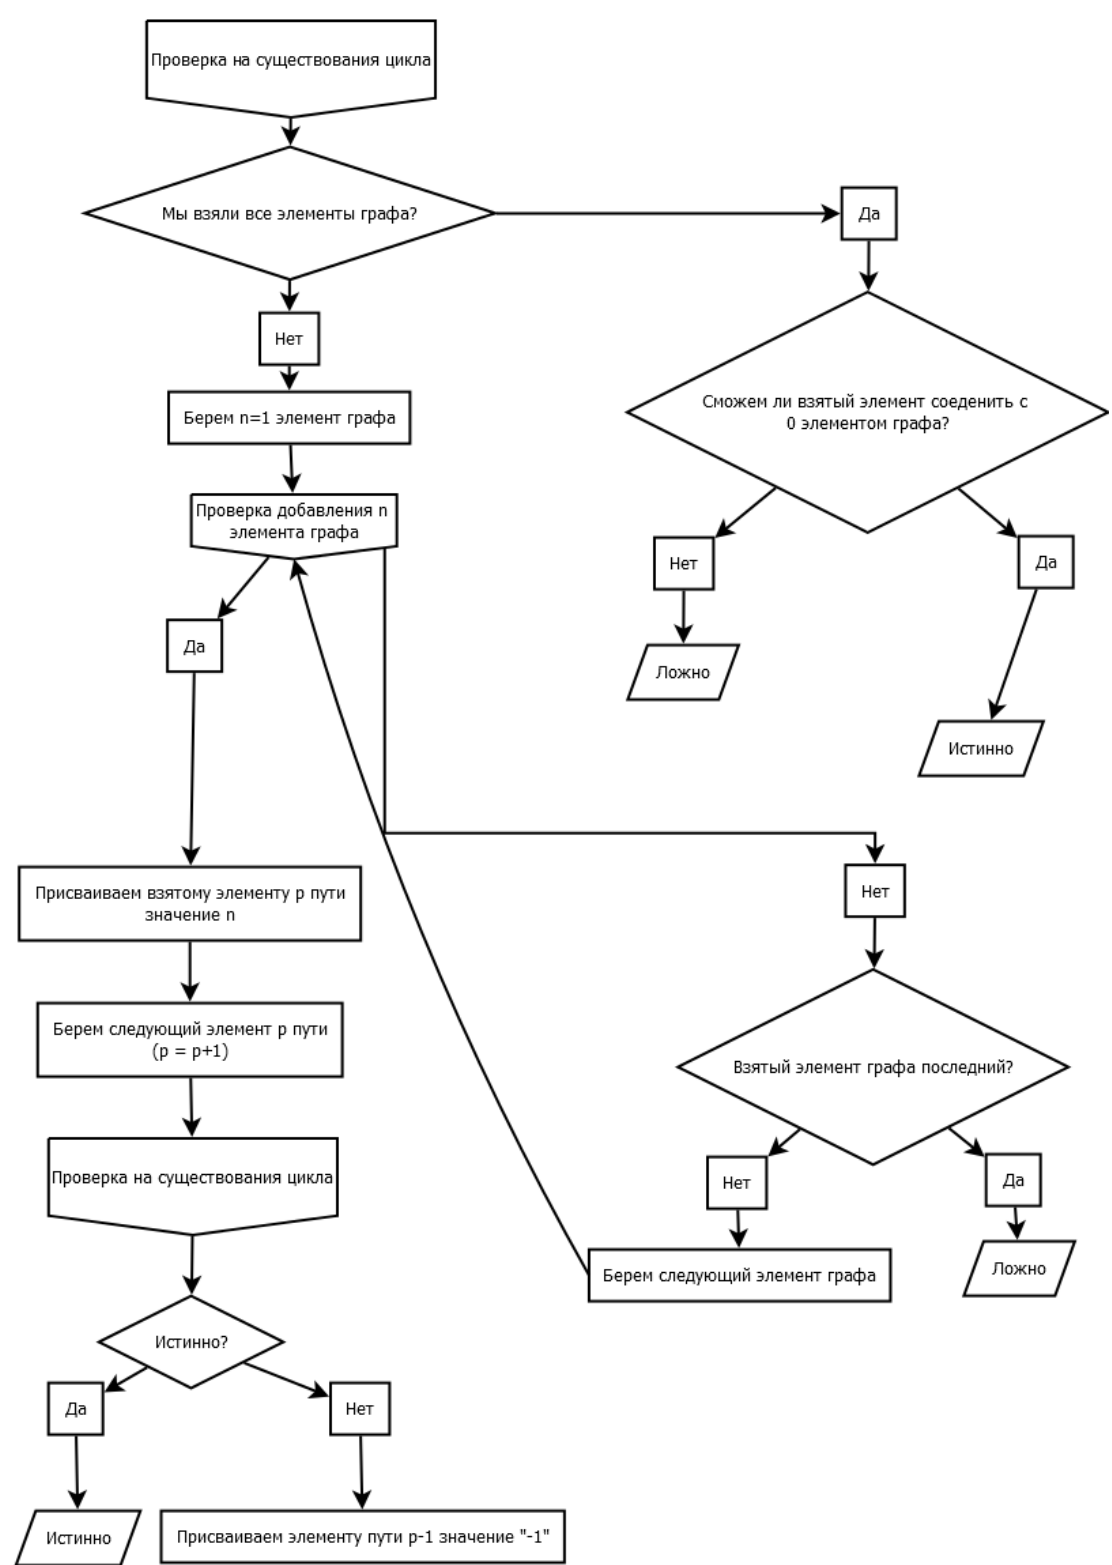 Проверка на существования цикла
Мы взяли все элементы графа?
Да
Нет
Сможем ли взятый элемент соеденить с
0 элементом графа?
Берем n=1 элемент графа
Проверка добавления n
элемента графа
Нет
Да
Да
Ложно
Истинно
Присваиваем взятому элементу p пути
значение n
Нет
Берем следующий элемент p пути
(p = p+1)
Взятый элемент графа последний?
Проверка на существования цикла
Нет
Да
Берем следующий элемент графа
Ложно
Истинно?
Да
Нет
Истинно
Присваиваем элементу пути p-1 значение "-1"